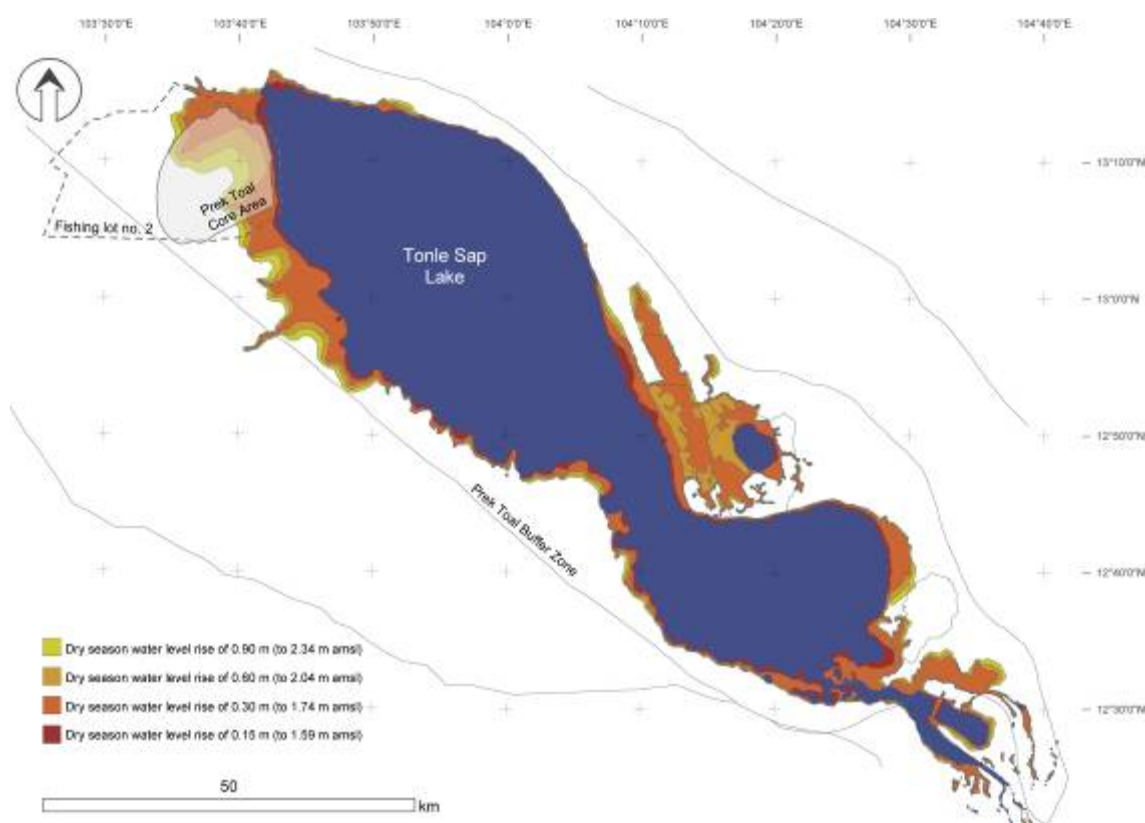 103°30'0"E
103°40'0"E
103°50'0"E
104°0'0"E
104°10'0"E
104°20'0"E
104°30'0"E
104°40'0"E
13°10'0"N
Prek Toal
Core Area
Fishing lot no. 2
Tonle Sap
Lake
13°0'0"N
12°50'0"N
Prek Toal Buffer Zone
12°40'0"N
Dry season water level rise of 0.90 m (to 2.34 m amsl)
Dry season water level rise of 0.60 m (to 2.04 m amsl)
Dry season water level rise of 0.30 m (to 1.74 m amsl)
12°30'0"N
Dry season water level rise of 0.15 m (to 1.59 m amsl)
50
km